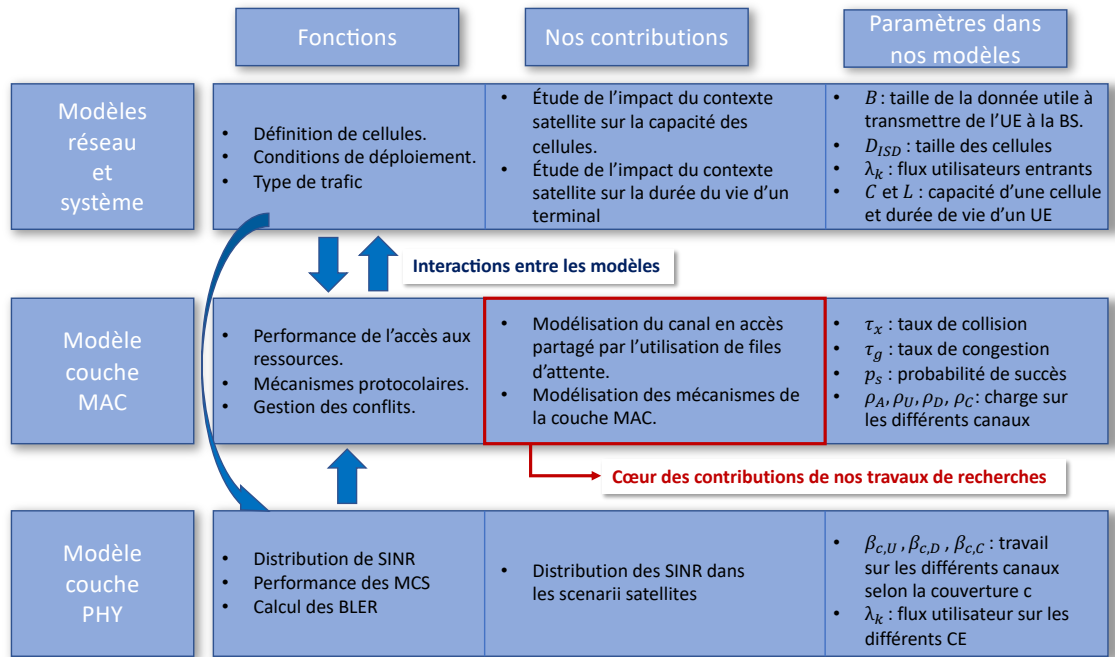 Fonctions
Nos contributions
Paramètres dans
nos modèles
Modèles
réseau
et
système
• Définition de cellules.
• Conditions de déploiement.
• Type de trafic
• Étude de l'impact du contexte
satellite sur la capacité des
cellules.
• Étude de l'impact du contexte
satellite sur la durée du vie d'un
terminal
• B : taille de la donnée utile à
transmettre de l'UE à la BS.
• D_ISD : taille des cellules
• λ_k : flux utilisateurs entrants
• C et L : capacité d'une cellule
et durée de vie d'un UE
Interactions entre les modèles
Modèle
couche
MAC
• Performance de l'accès aux
ressources.
• Mécanismes protocolaires.
• Gestion des conflits.
• Modélisation du canal en accès
partagé par l'utilisation de files
d'attente.
• Modélisation des mécanismes de
la couche MAC.
• τ_x : taux de collision
• τ_g : taux de congestion
• p_s : probabilité de succès
• ρ_A, ρ_U, ρ_D, ρ_C: charge sur
les différents canaux
Cœur des contributions de nos travaux de recherches
Modèle
couche
PHY
• Distribution de SINR
• Performance des MCS
• Calcul des BLER
• Distribution des SINR dans
les scenarii satellites
• β_c,U , β_c,D , β_c,C : travail
sur les différents canaux
selon la couverture c
• λ_k : flux utilisateur sur les
différents CE